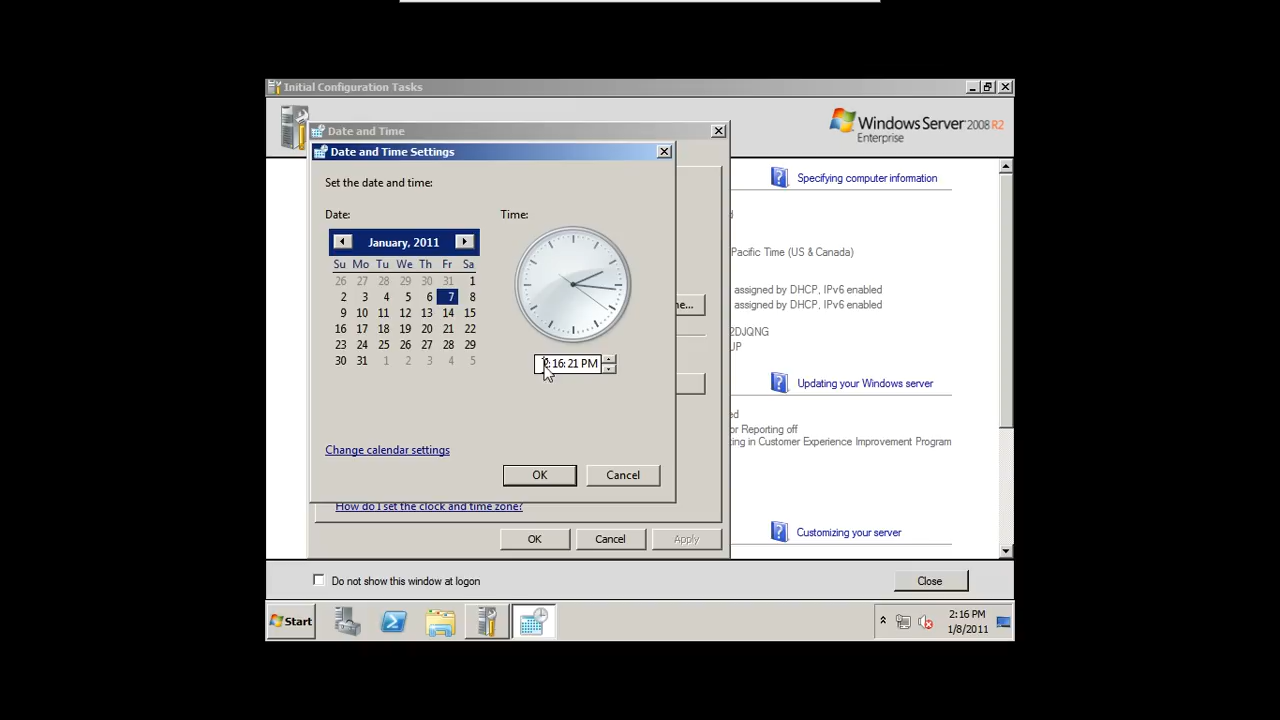 Initial Configuration Tasks
Windows Server 2008 R2
Enterprise
Date and Time
Date and Time Settings
Set the date and time:
Date:
Time:
January, 2011
Su Mo Tu We Th Fr Sa
26 27 28 29 30 31 1
2 3 4 5 6 7 8
9 10 11 12 13 14 15
16 17 18 19 20 21 22
23 24 25 26 27 28 29
30 31 1 2 3 4 5
:16:21 PM
Change calendar settings
OK
Cancel
How do I set the clock and time zone?
OK
Cancel
Apply
ne...
Specifying computer information
Pacific Time (US & Canada)
assigned by DHCP, IPv6 enabled
assigned by DHCP, IPv6 enabled
2DJQNG
UP
Updating your Windows server
ed
or Reporting off
king in Customer Experience Improvement Program
Customizing your server
Do not show this window at logon
Close
Start
2:16 PM
1/8/2011